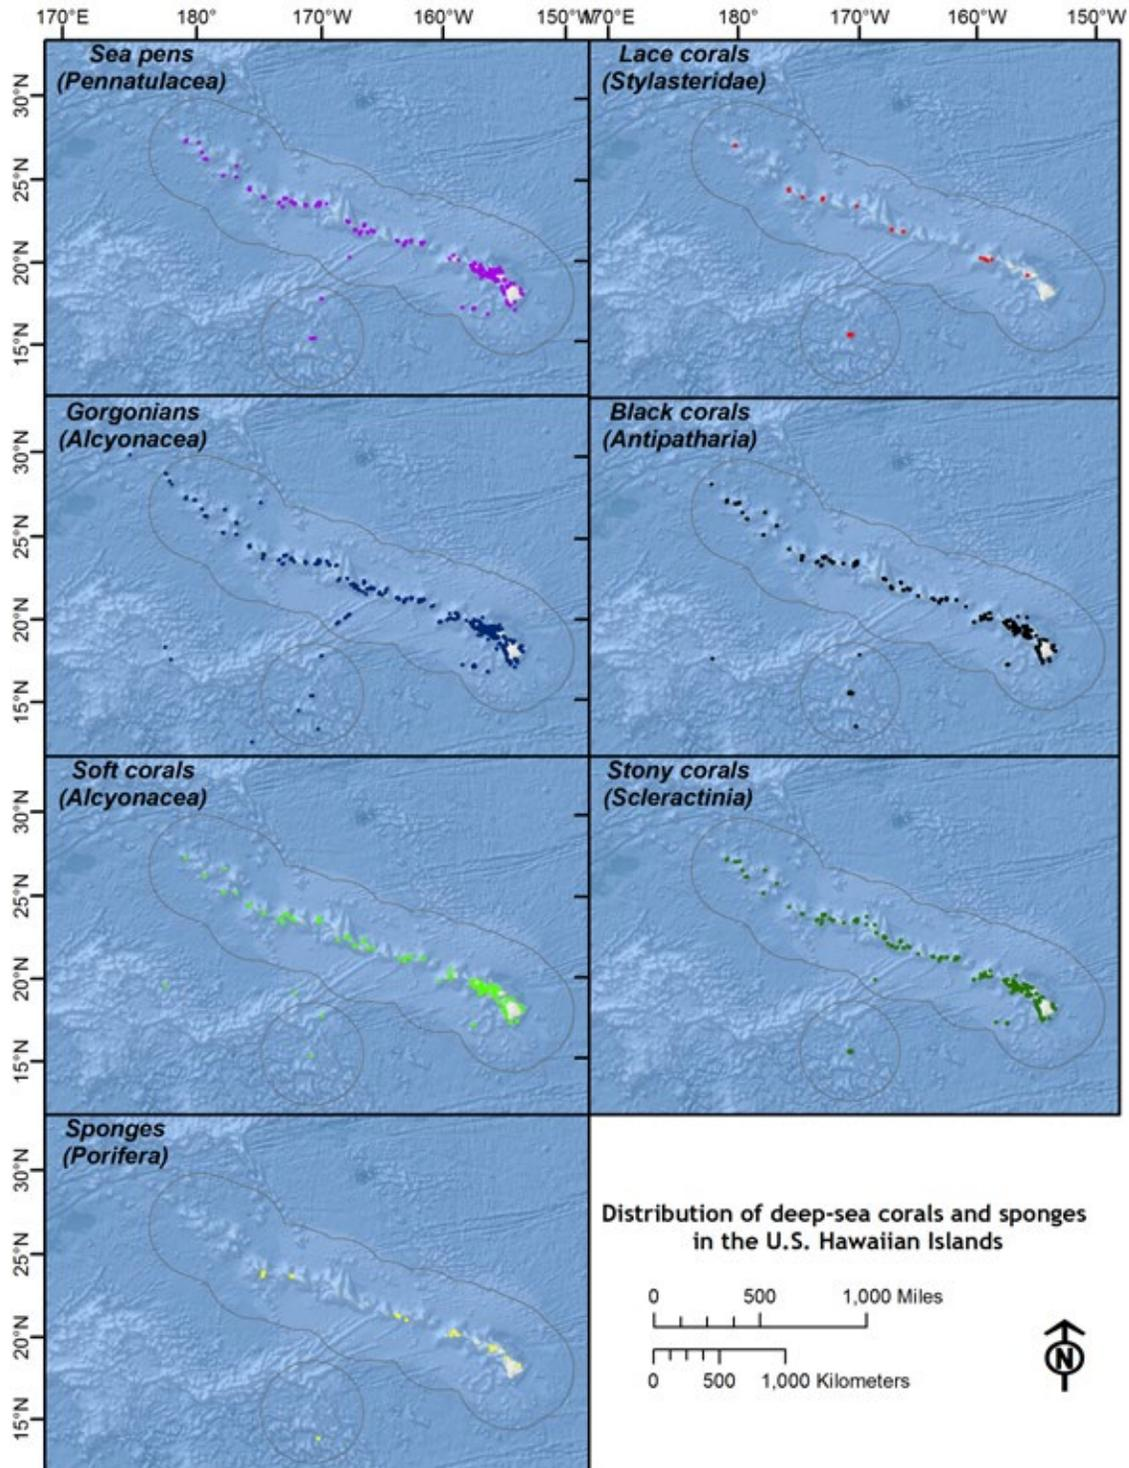 170°E 180° 170°W 160°W 150°W 170°E 180° 170°W 160°W 150°W
Sea pens
(Pennatulacea)
Lace corals
(Stylasteridae)
30°N
25°N
20°N
15°N
Gorgonians
(Alcyonacea)
Black corals
(Antipatharia)
30°N
25°N
20°N
15°N
Soft corals
(Alcyonacea)
Stony corals
(Scleractinia)
30°N
25°N
20°N
15°N
Sponges
(Porifera)
30°N
25°N
20°N
15°N
Distribution of deep-sea corals and sponges
in the U.S. Hawaiian Islands
0 500 1,000 Miles
0 500 1,000 Kilometers
N